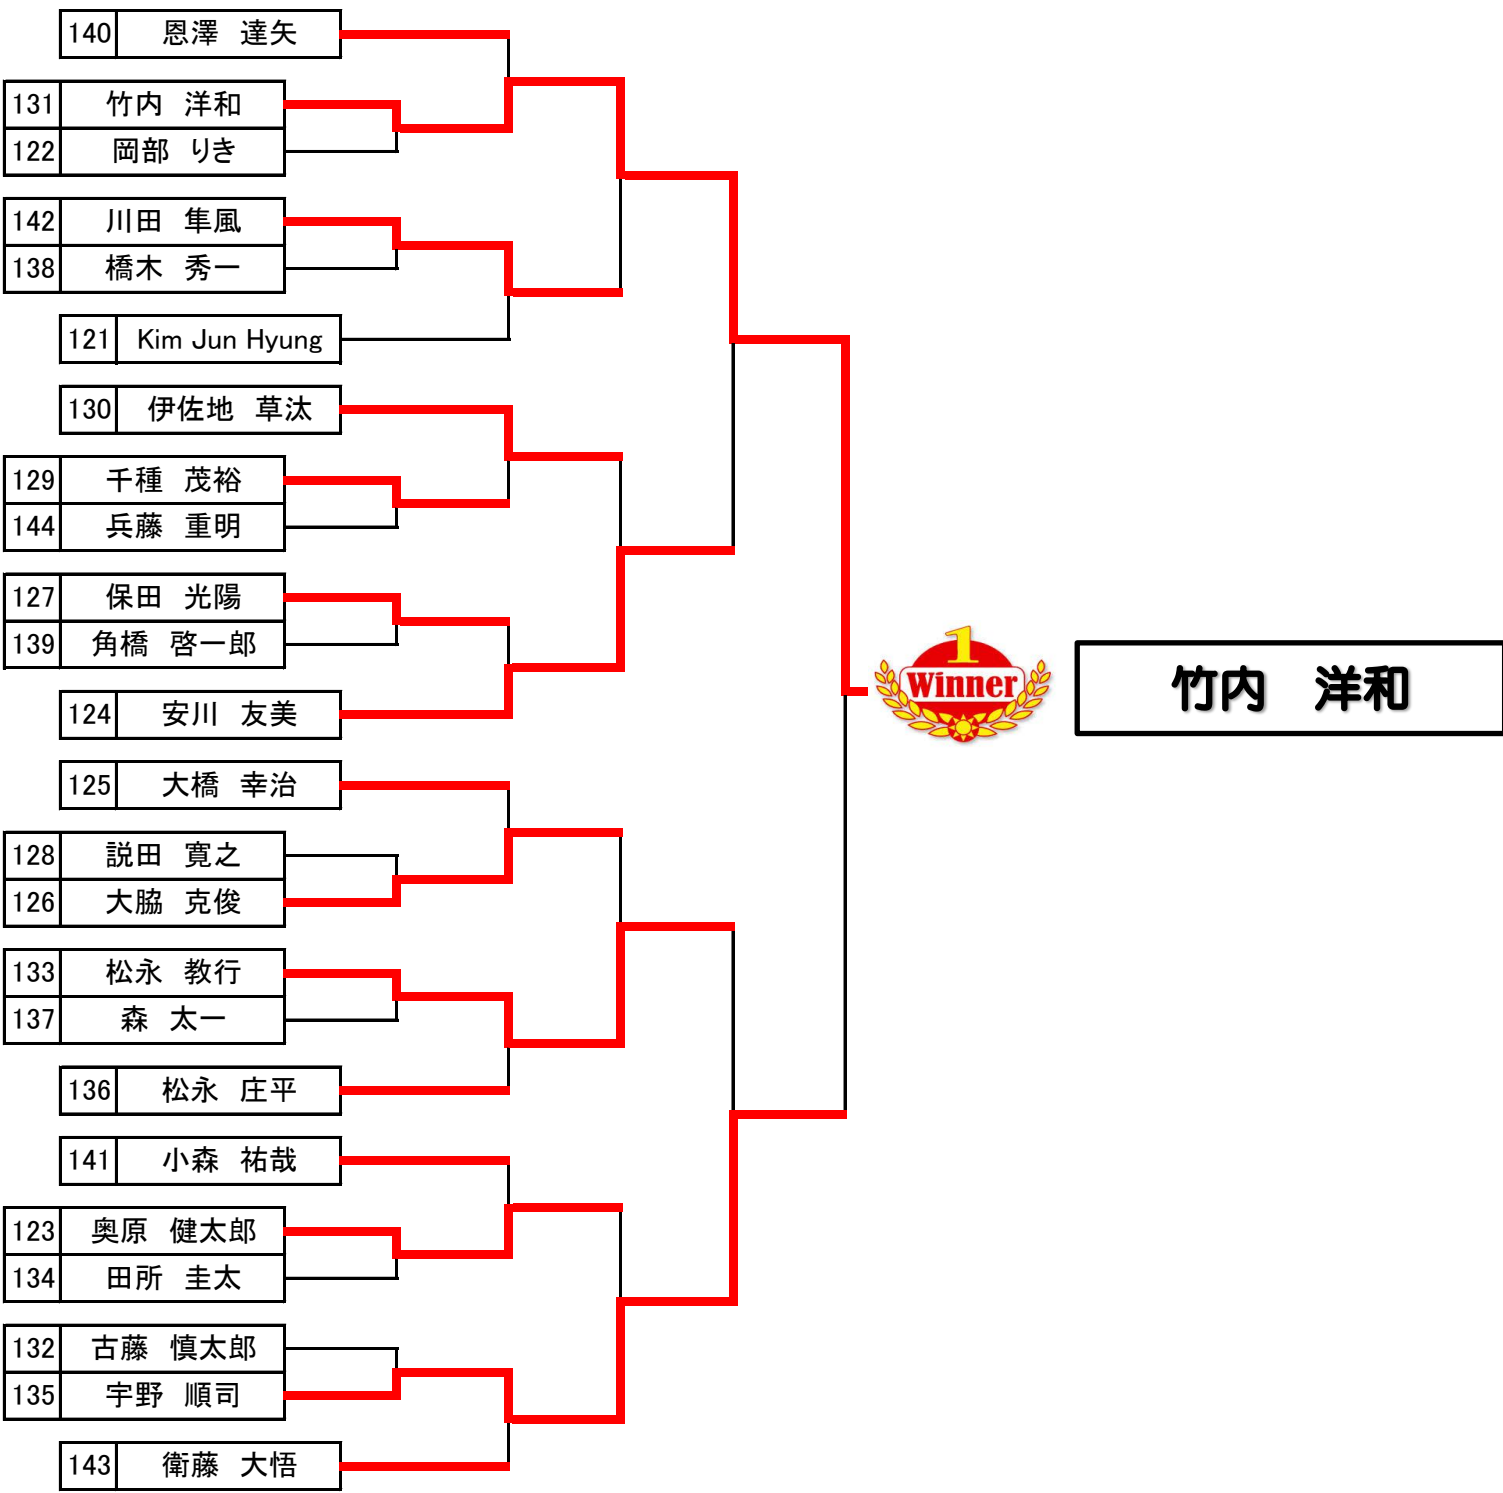 140 恩澤 達矢
131 竹内 洋和
122 岡部 りき
142 川田 隼風
138 橋木 秀一
121 Kim Jun Hyung
130 伊佐地 草汰
129 千種 茂裕
144 兵藤 重明
127 保田 光陽
139 角橋 啓一郎
1
Winner
竹内 洋和
124 安川 友美
125 大橋 幸治
128 説田 寛之
126 大脇 克俊
133 松永 教行
137 森 太一
136 松永 庄平
141 小森 祐哉
123 奥原 健太郎
134 田所 圭太
132 古藤 慎太郎
135 宇野 順司
143 衛藤 大悟